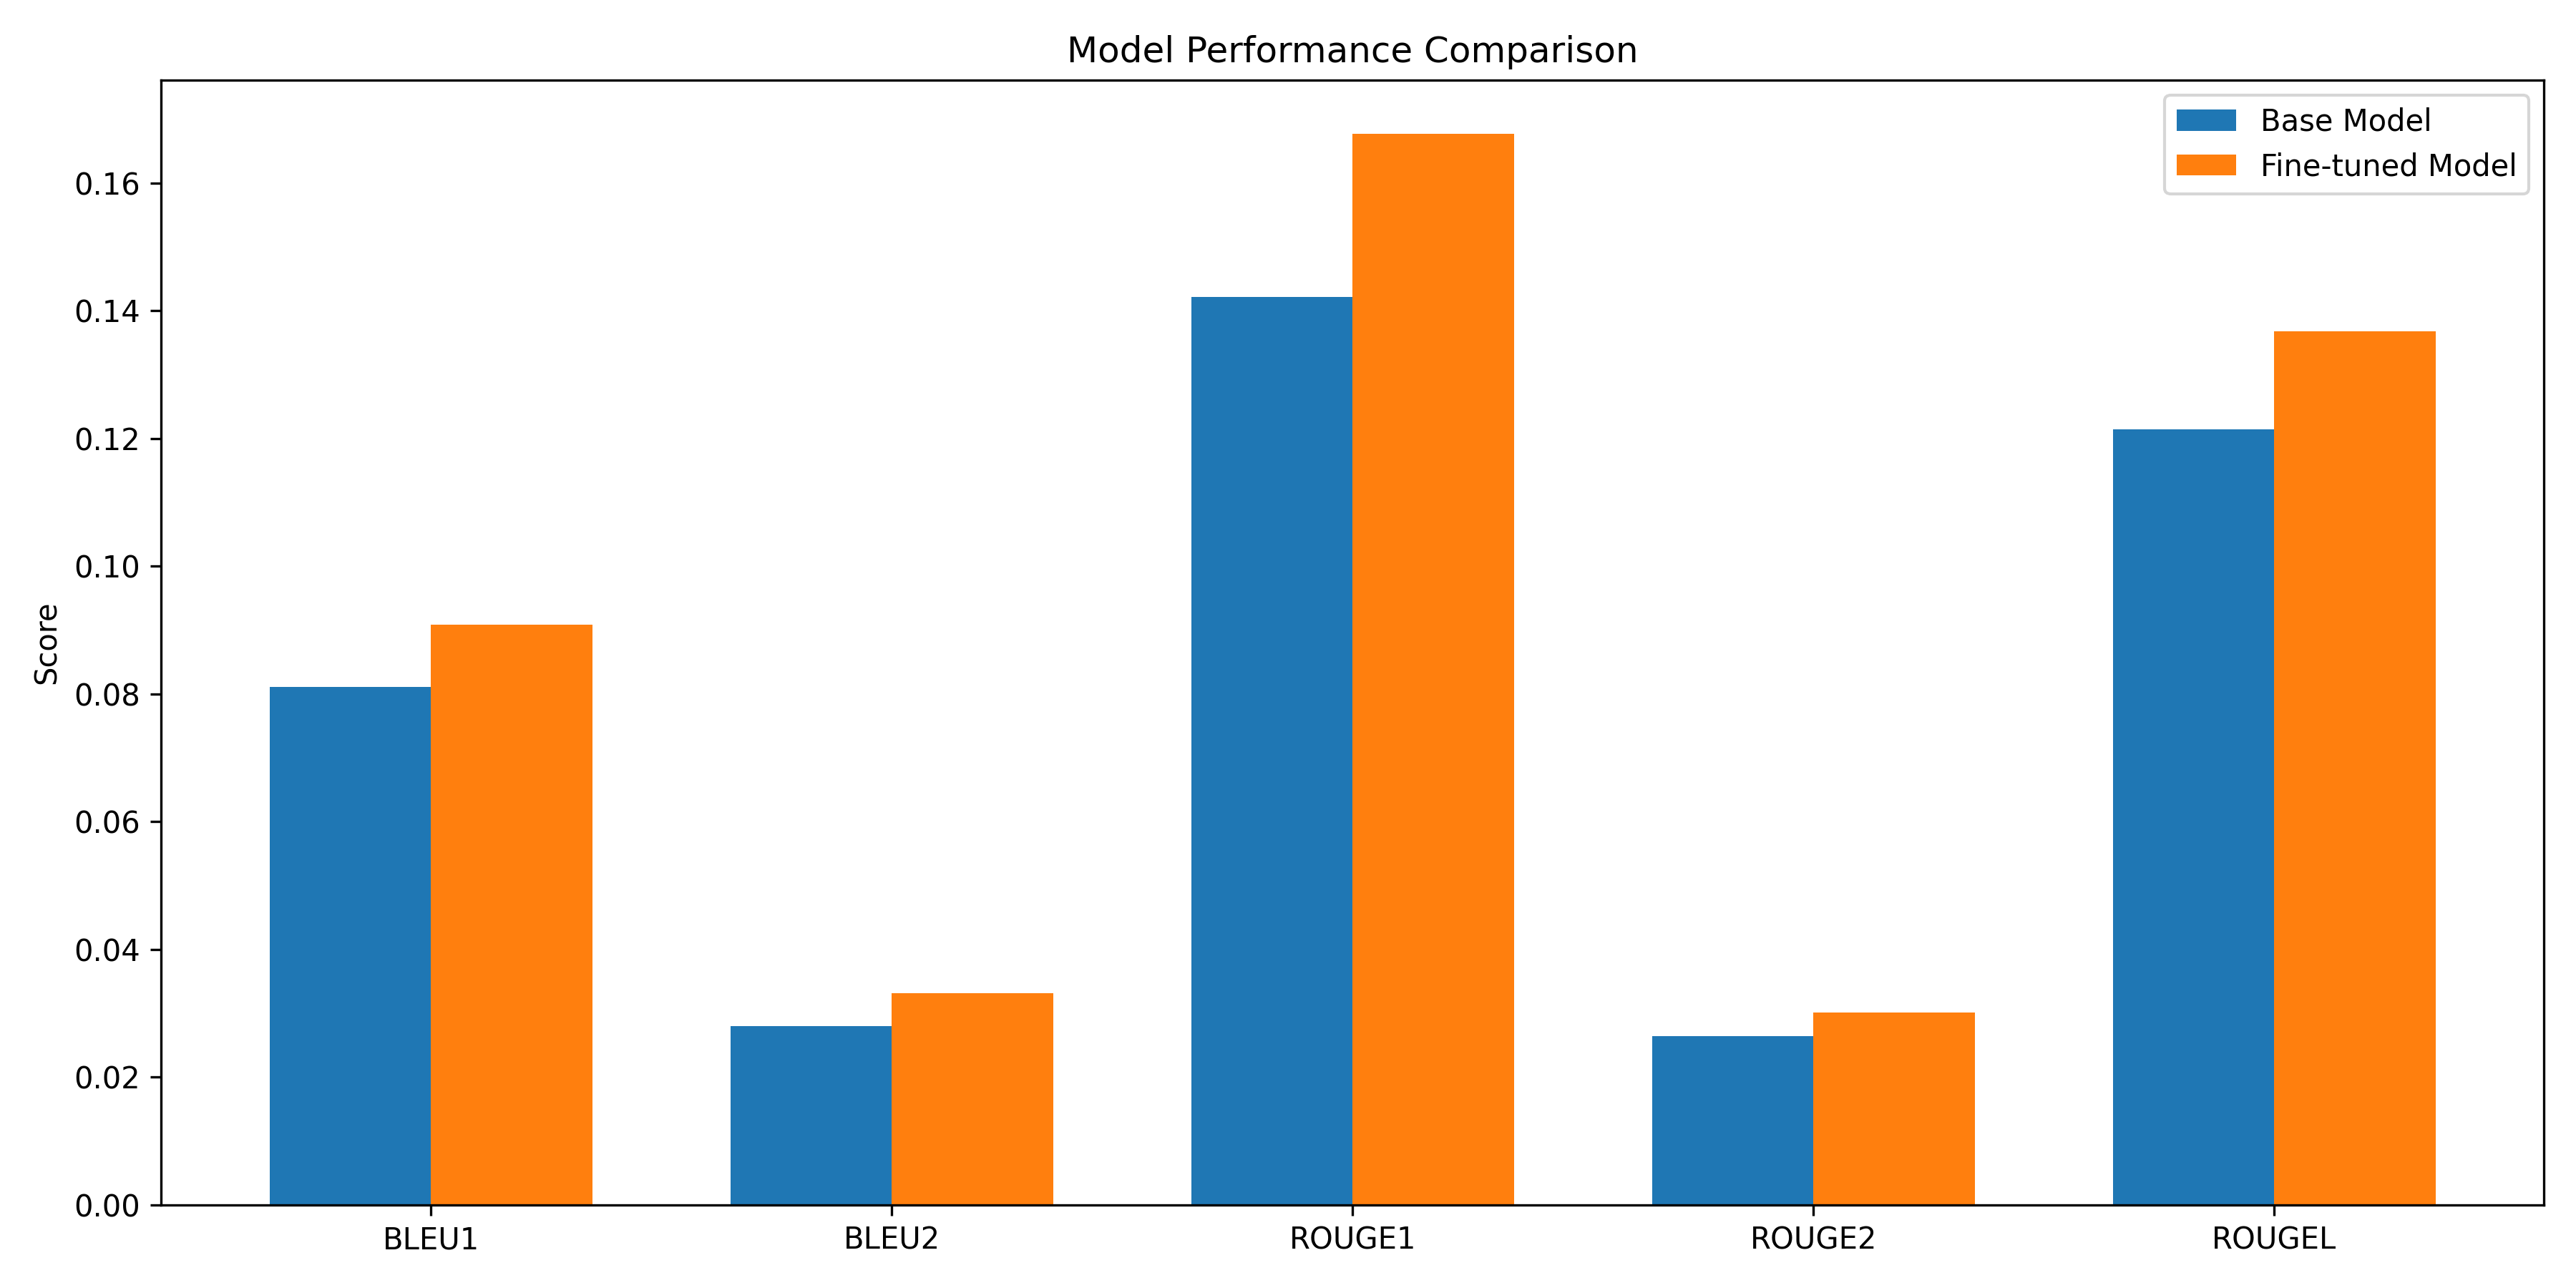 Model Performance Comparison
Base Model
Fine-tuned Model
Score
0.16
0.14
0.12
0.10
0.08
0.06
0.04
0.02
0.00
BLEU1 BLEU2 ROUGE1 ROUGE2 ROUGEL